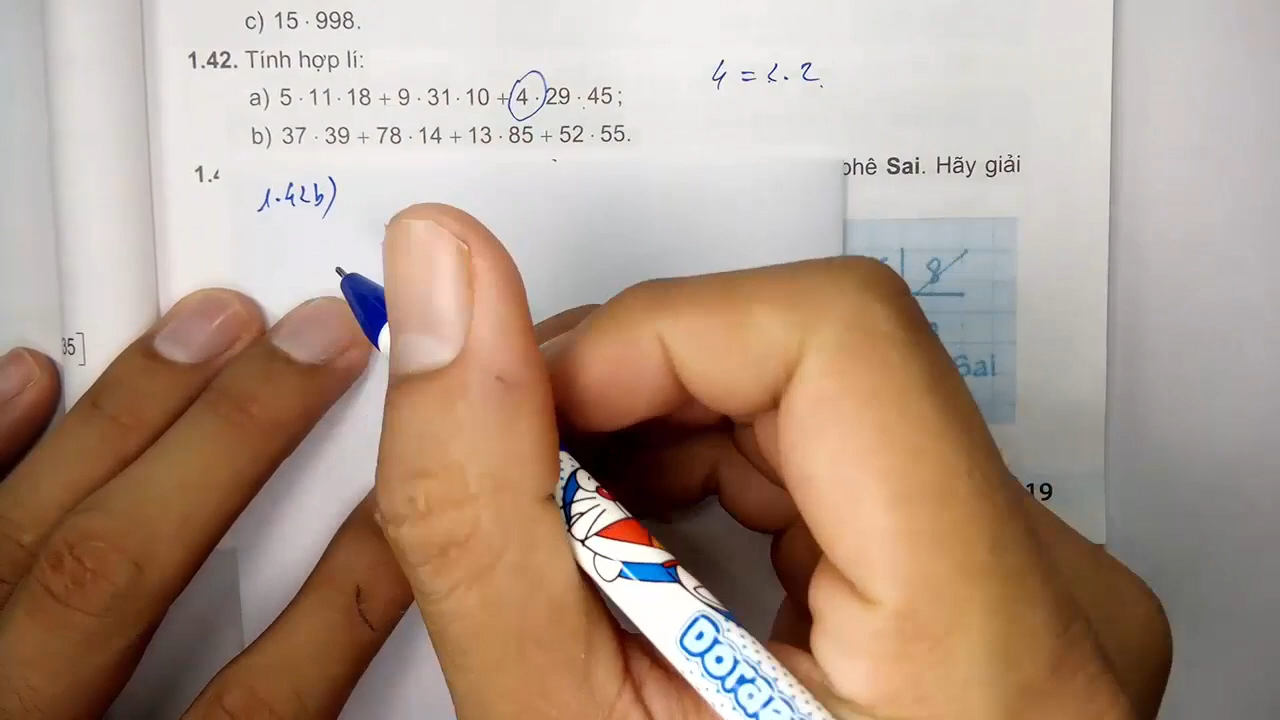 c) 15 · 998.
1.42. Tính hợp lí:
a) 5 · 11 · 18 + 9 · 31 · 10 + 4 · 29 · 45;
4 = 2. 2.
b) 37 · 39 + 78 · 14 + 13 · 85 + 52 · 55.
phê Sai. Hãy giải
1.42b)
8
35]
Sai
19
Dora